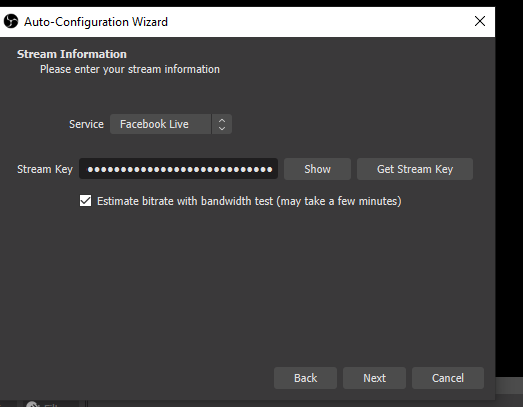 Auto-Configuration Wizard
Stream Information
Please enter your stream information
Service Facebook Live
Stream Key ●●●●●●●●●●●●●●●●●●●●●●●●●●●● Show Get Stream Key
Estimate bitrate with bandwidth test (may take a few minutes)
Back Next Cancel